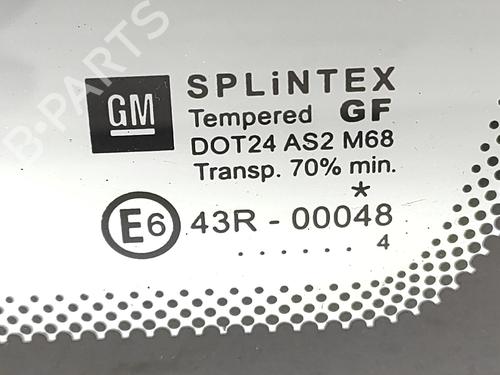 B-PARTS
GM
SPLiNTEX
Tempered GF
DOT24 AS2 M68
Transp. 70% min.
*
E6 43R - 00048
. . . . . . 4